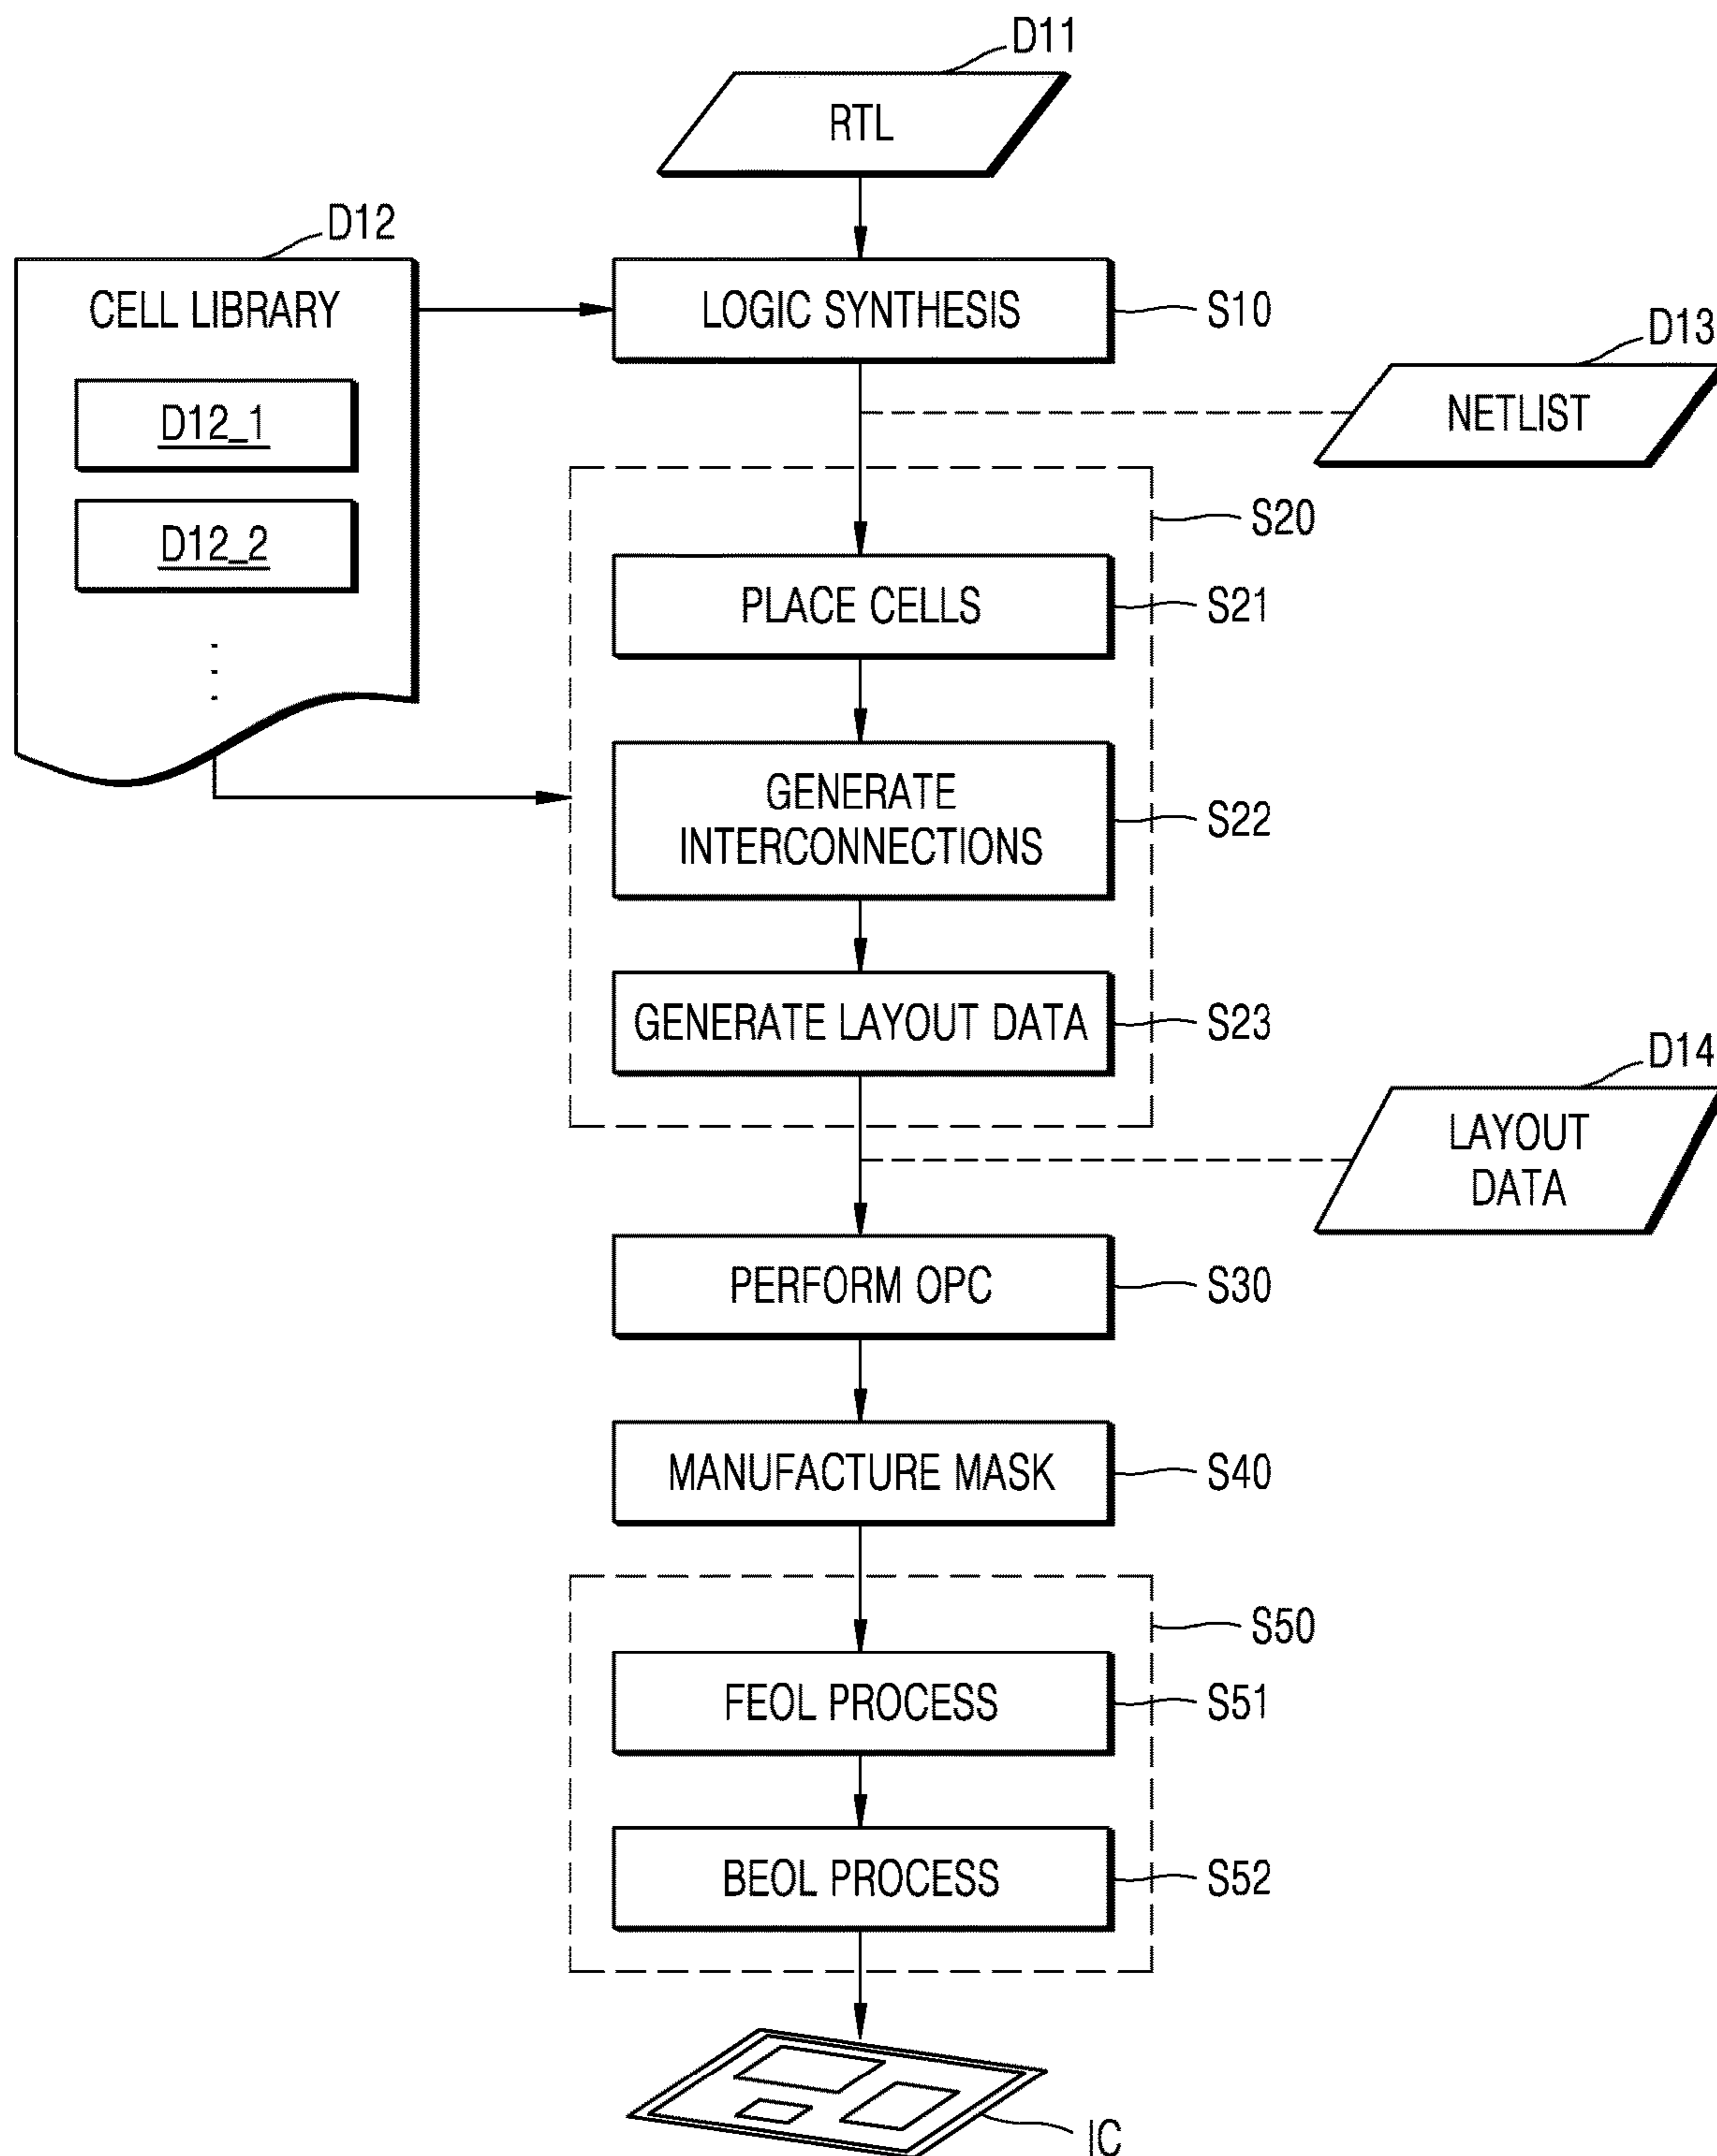 D11
RTL
D12
CELL LIBRARY
LOGIC SYNTHESIS
S10
D13
NETLIST
D12_1
D12_2
S20
PLACE CELLS
S21
GENERATE
INTERCONNECTIONS
S22
GENERATE LAYOUT DATA
S23
D14
LAYOUT
DATA
PERFORM OPC
S30
MANUFACTURE MASK
S40
S50
FEOL PROCESS
S51
BEOL PROCESS
S52
IC